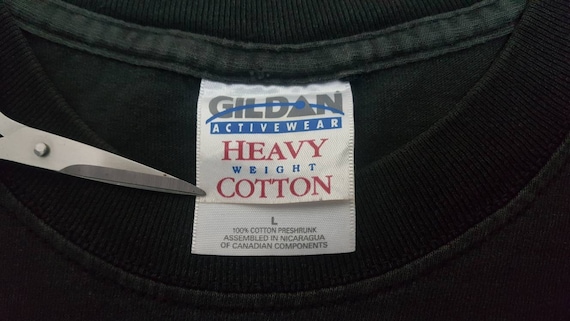 GILDAN
ACTIVEWEAR
HEAVY
WEIGHT
COTTON
L
100% COTTON PRESHRUNK
ASSEMBLED IN NICARAGUA
OF CANADIAN COMPONENTS